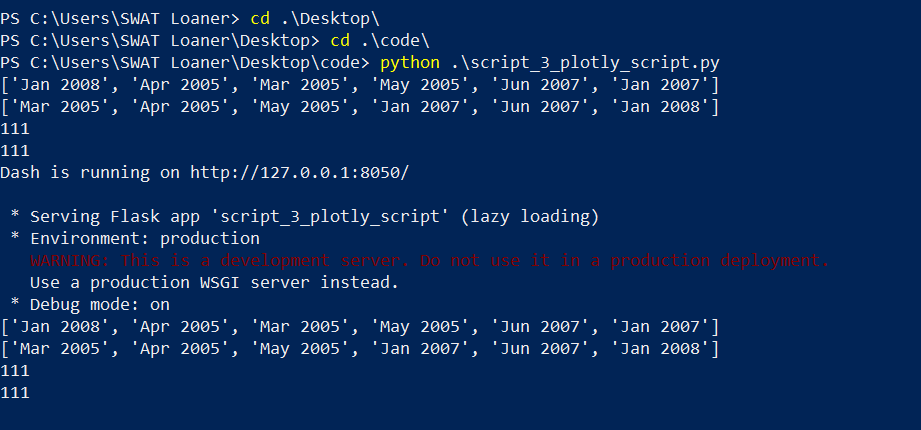 PS C:\Users\SWAT Loaner> cd .\Desktop\
PS C:\Users\SWAT Loaner\Desktop> cd .\code\
PS C:\Users\SWAT Loaner\Desktop\code> python .\script_3_plotly_script.py
['Jan 2008', 'Apr 2005', 'Mar 2005', 'May 2005', 'Jun 2007', 'Jan 2007']
['Mar 2005', 'Apr 2005', 'May 2005', 'Jan 2007', 'Jun 2007', 'Jan 2008']
111
111
Dash is running on http://127.0.0.1:8050/
 * Serving Flask app 'script_3_plotly_script' (lazy loading)
 * Environment: production
   WARNING: This is a development server. Do not use it in a production deployment.
   Use a production WSGI server instead.
 * Debug mode: on
['Jan 2008', 'Apr 2005', 'Mar 2005', 'May 2005', 'Jun 2007', 'Jan 2007']
['Mar 2005', 'Apr 2005', 'May 2005', 'Jan 2007', 'Jun 2007', 'Jan 2008']
111
111